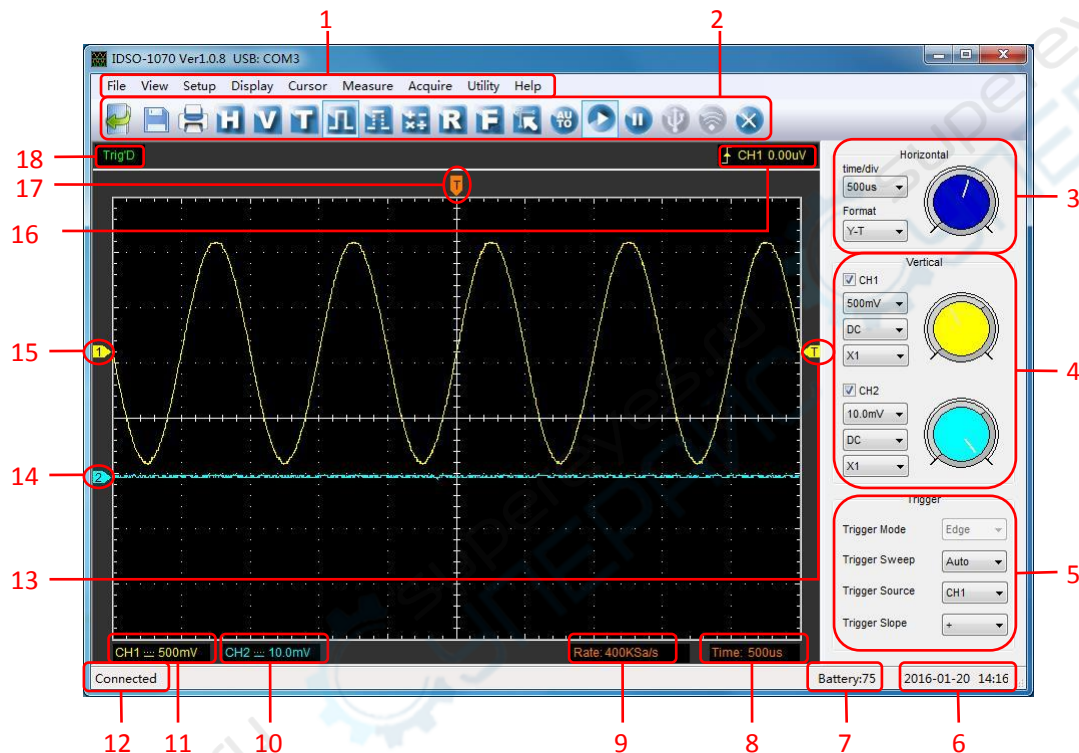 1
2
IDSO-1070 Ver1.0.8 USB: COM3
File View Setup Display Cursor Measure Acquire Utility Help
H V T R F AU TO
18
Trig'D
CH1 0.00uV
17
T
16
Horizontal
time/div
500us
Format
Y-T
3
Vertical
CH1
500mV
DC
X1
4
CH2
10.0mV
DC
X1
15
1
T
14
2
13
Trigger
Trigger Mode Edge
Trigger Sweep Auto
Trigger Source CH1
Trigger Slope +
5
CH1 500mV
CH2 10.0mV
Rate: 400KSa/s
Time: 500us
Connected
Battery:75
2016-01-20 14:16
12 11 10 9 8 7 6